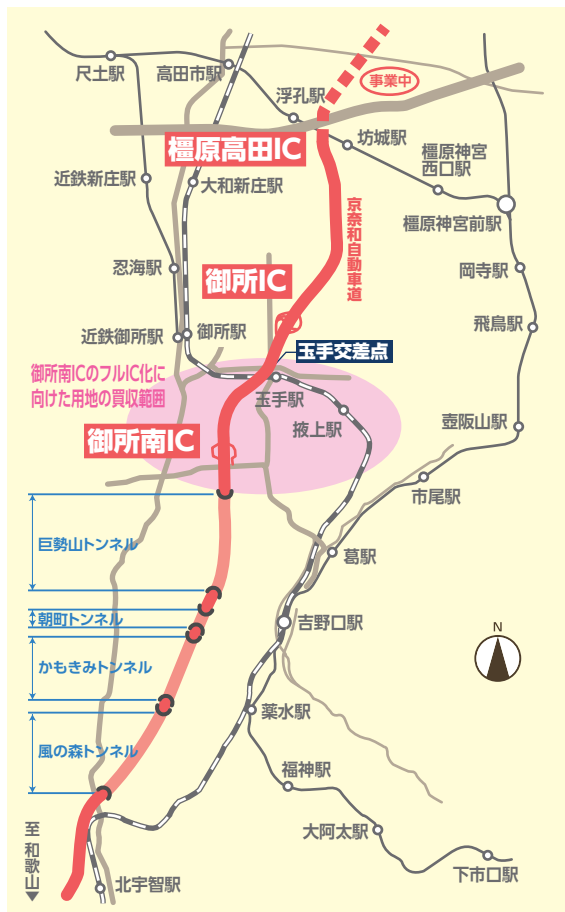 尺土駅
高田市駅
事業中
浮孔駅
橿原高田IC
坊城駅
橿原神宮
西口駅
近鉄新庄駅
大和新庄駅
京奈和自動車道
橿原神宮前駅
忍海駅
御所IC
岡寺駅
近鉄御所駅
御所駅
飛鳥駅
玉手交差点
御所南ICのフルIC化に
向けた用地の買収範囲
玉手駅
掖上駅
壺阪山駅
御所南IC
市尾駅
巨勢山トンネル
葛駅
朝町トンネル
吉野口駅
N
かもきみトンネル
薬水駅
風の森トンネル
福神駅
大阿太駅
至 和歌山
下市口駅
北宇智駅